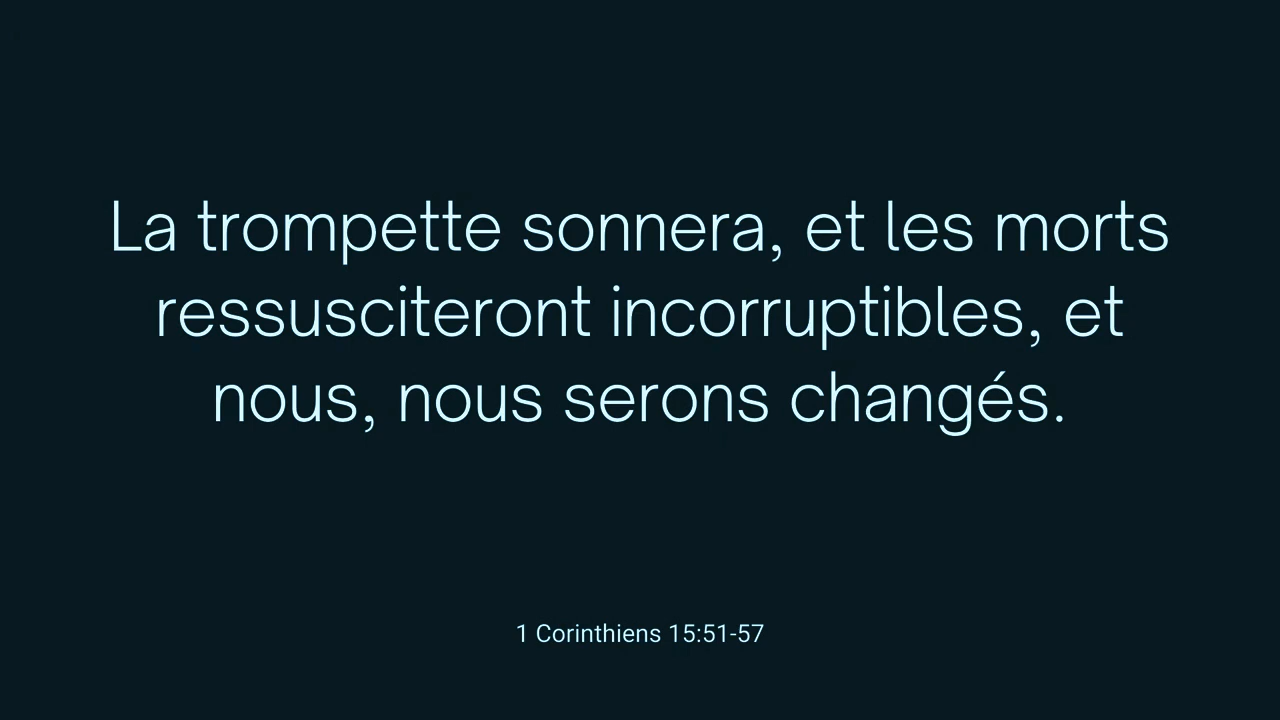 La trompette sonnera, et les morts
ressusciteront incorruptibles, et
nous, nous serons changés.
1 Corinthiens 15:51-57